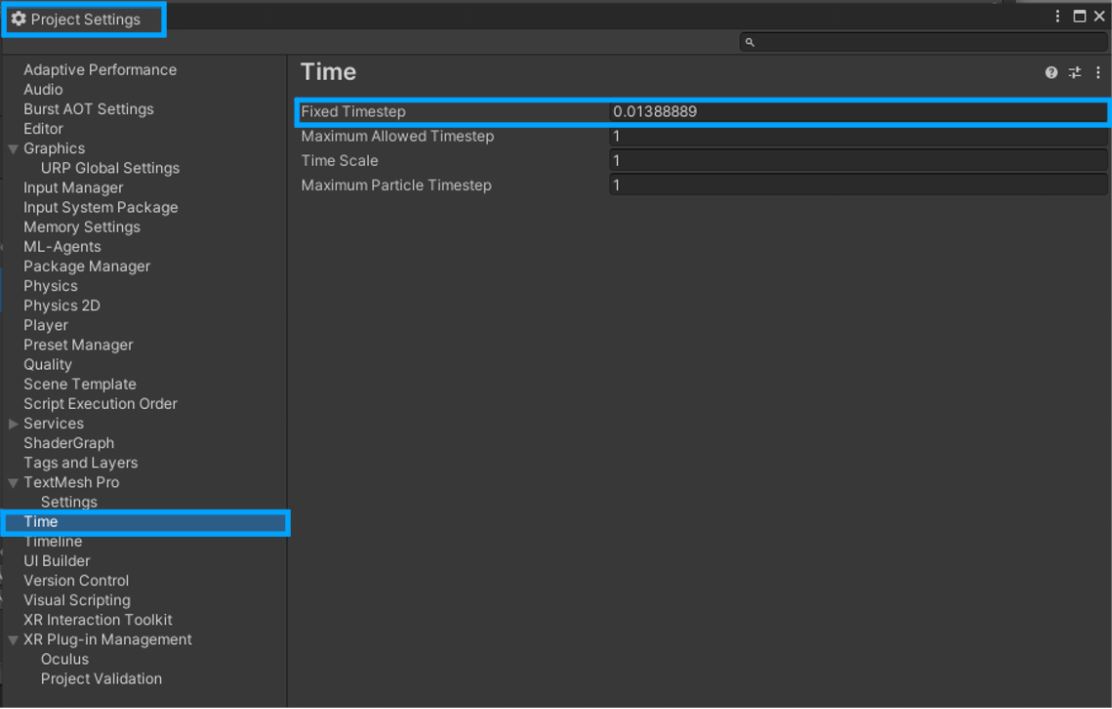 Project Settings
Adaptive Performance
Audio
Burst AOT Settings
Editor
Graphics
URP Global Settings
Input Manager
Input System Package
Memory Settings
ML-Agents
Package Manager
Physics
Physics 2D
Player
Preset Manager
Quality
Scene Template
Script Execution Order
Services
ShaderGraph
Tags and Layers
TextMesh Pro
Settings
Time
Timeline
UI Builder
Version Control
Visual Scripting
XR Interaction Toolkit
XR Plug-in Management
Oculus
Project Validation
Time
Fixed Timestep 0.01388889
Maximum Allowed Timestep 1
Time Scale 1
Maximum Particle Timestep 1